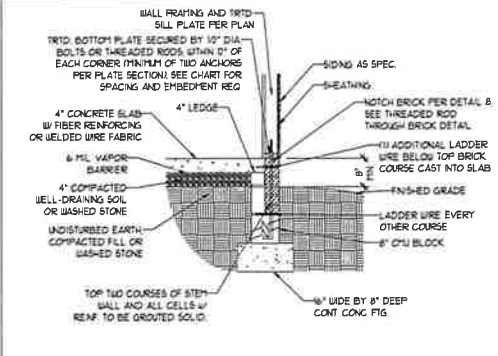 WALL FRAMING AND TRTD
SILL PLATE PER PLAN
TRTD. BOTTOM PLATE SECURED BY 1/2" DIA
BOLTS OR THREADED RODS, WITHIN 12" OF
EACH CORNER (MINIMUM OF TWO ANCHORS
PER PLATE SECTION). SEE CHART FOR
SPACING AND EMBEDMENT REQ
4" CONCRETE SLAB
W/ FIBER REINFORCING
OR WELDED WIRE FABRIC
4" LEDGE
6 MIL VAPOR
BARRIER
4" COMPACTED
WELL-DRAINING SOIL
OR WASHED STONE
UNDISTURBED EARTH,
COMPACTED FILL OR
WASHED STONE
TOP TWO COURSES OF STEM
WALL AND ALL CELLS W/
REINF. TO BE GROUTED SOLID.
SIDING AS SPEC.
SHEATHING
NOTCH BRICK PER DETAIL &
SEE THREADED ROD
THROUGH BRICK DETAIL
(1) ADDITIONAL LADDER
WIRE BELOW TOP BRICK
COURSE CAST INTO SLAB
8"
MIN
FINISHED GRADE
LADDER WIRE EVERY
OTHER COURSE
8" CMU BLOCK
16" WIDE BY 8" DEEP
CONT CONC FTG